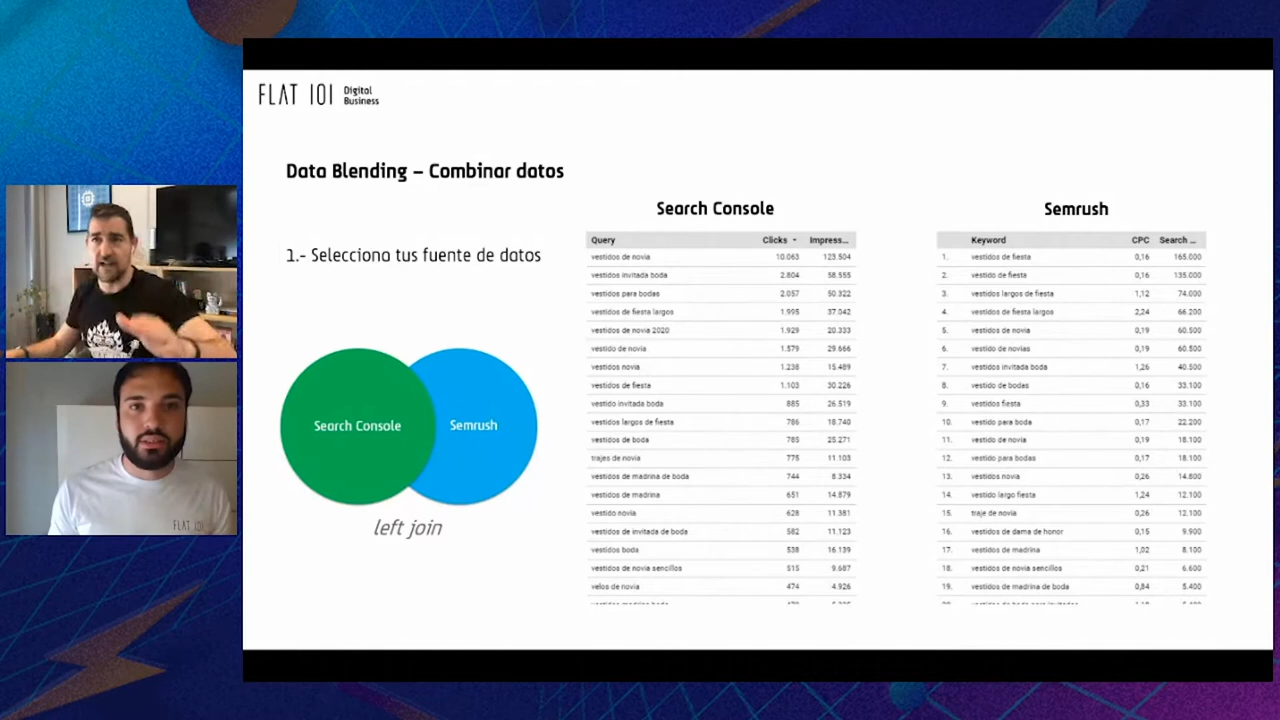 FLAT 101 Digital Business
Data Blending – Combinar datos
1.- Selecciona tus fuente de datos
Search Console
Semrush
left join
Search Console
Query Clicks Impress...
vestidos de novia 10.063 123.504
vestidos invitada boda 2.804 58.555
vestidos para bodas 2.057 50.322
vestidos de fiesta largos 1.995 37.042
vestidos de novia 2020 1.929 20.333
vestido de novia 1.579 29.666
vestidos novia 1.238 15.489
vestidos de fiesta 1.103 30.226
vestido invitada boda 885 26.519
vestidos largos de fiesta 786 18.740
vestidos de boda 785 25.271
trajes de novia 775 11.103
vestidos de madrina de boda 744 8.334
vestidos de madrina 651 14.879
vestido novia 628 11.381
vestidos de invitada de boda 582 11.123
vestidos boda 538 16.139
vestidos de novia sencillos 515 9.687
velos de novia 474 4.926
Semrush
Keyword CPC Search ...
1. vestidos de fiesta 0,16 165.000
2. vestido de fiesta 0,16 135.000
3. vestidos largos de fiesta 1,12 74.000
4. vestidos de fiesta largos 2,24 66.200
5. vestidos de novia 0,19 60.500
6. vestido de novias 0,19 60.500
7. vestidos invitada boda 1,26 40.500
8. vestido de bodas 0,16 33.100
9. vestidos fiesta 0,33 33.100
10. vestido para boda 0,17 22.200
11. vestido de novia 0,19 18.100
12. vestido para bodas 0,17 18.100
13. vestidos novia 0,26 14.800
14. vestido largo fiesta 1,24 12.100
15. traje de novia 0,26 12.100
16. vestidos de dama de honor 0,15 9.900
17. vestidos de madrina 1,02 8.100
18. vestidos de novia sencillos 0,21 6.600
19. vestidos de madrina de boda 0,84 5.400
FLAT 101